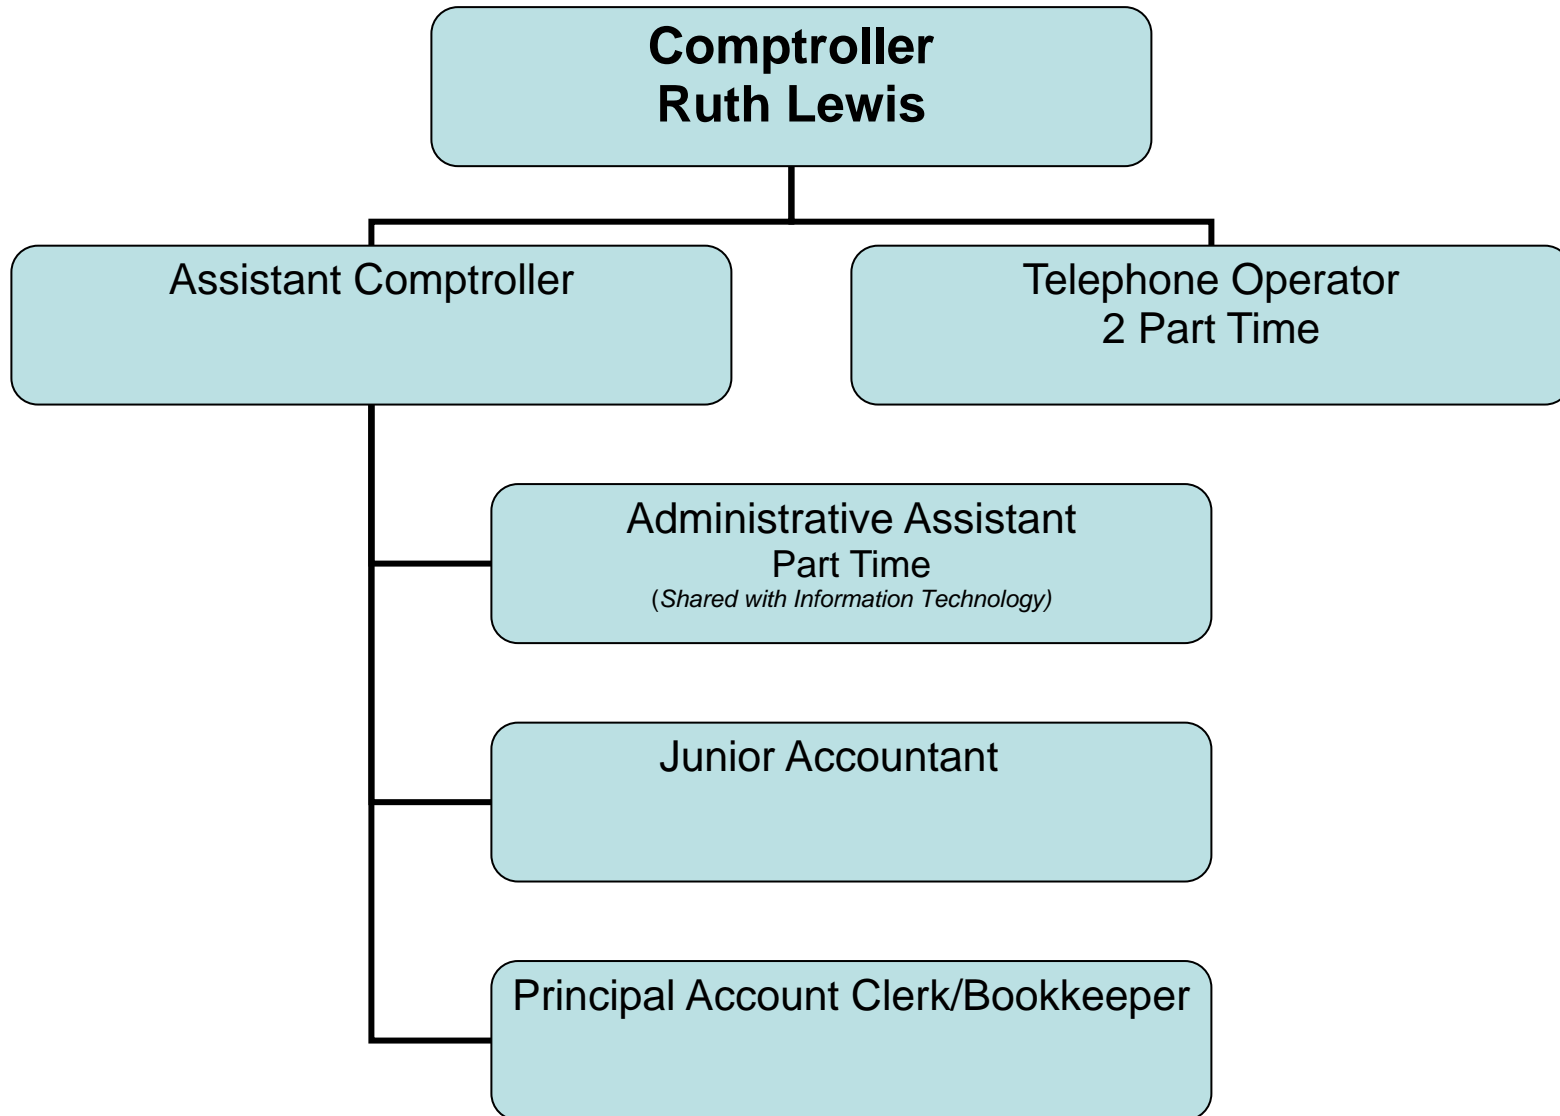 Comptroller
Ruth Lewis
Assistant Comptroller
Telephone Operator
2 Part Time
Administrative Assistant
Part Time
(Shared with Information Technology)
Junior Accountant
Principal Account Clerk/Bookkeeper